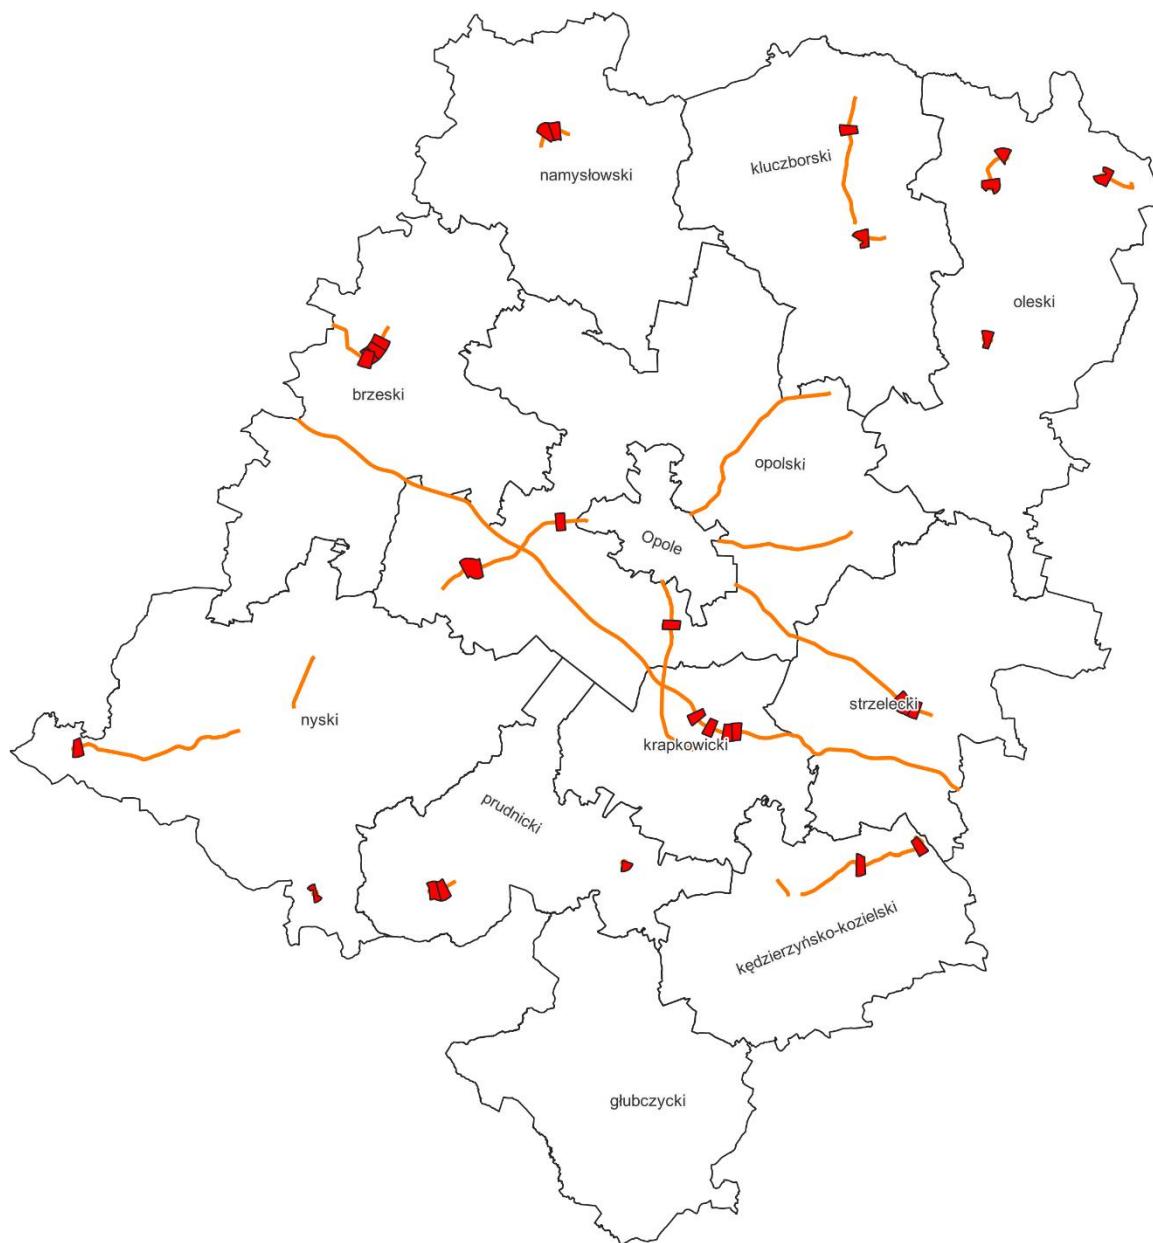 namysłowski
kluczborski
oleski
brzeski
opolski
Opole
strzelecki
nyski
krapkowicki
prudnicki
kędzierzyńsko-kozielski
głubczycki